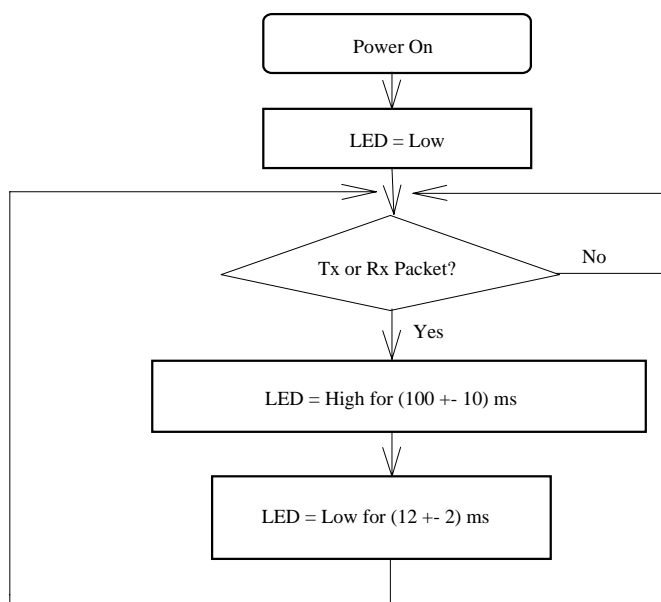 Power On
LED = Low
Tx or Rx Packet?
No
Yes
LED = High for (100 +- 10) ms
LED = Low for (12 +- 2) ms